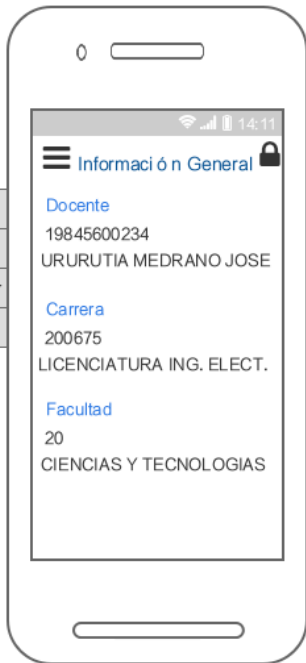 14:11
Informaci ó n General
Docente
19845600234
URURUTIA MEDRANO JOSE
Carrera
200675
LICENCIATURA ING. ELECT.
Facultad
20
CIENCIAS Y TECNOLOGIAS